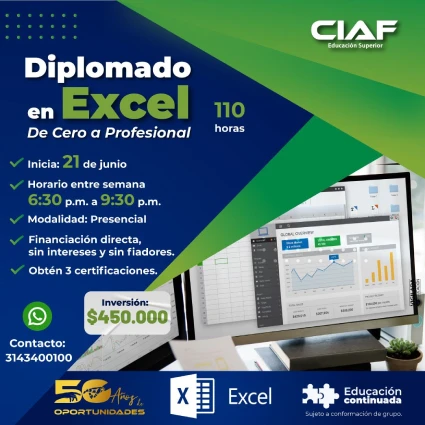 CIAF
Educación Superior
Diplomado
en Excel
De Cero a Profesional
110
horas
Inicia: 21 de junio
Horario entre semana
6:30 p.m. a 9:30 p.m.
Modalidad: Presencial
Financiación directa,
sin intereses y sin fiadores.
Obtén 3 certificaciones.
GLOBAL OVERVIEW
Inversión:
$450.000
Contacto:
3143400100
50 Años de
OPORTUNIDADES
X Excel
Educación
continuada
Sujeto a conformación de grupo.